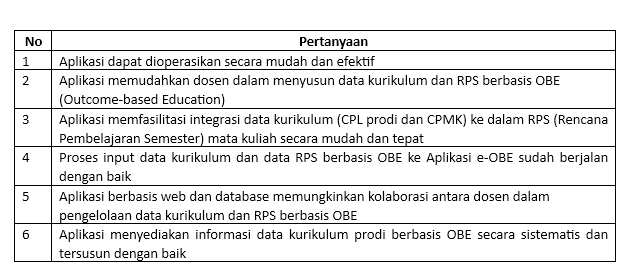 No Pertanyaan
1 Aplikasi dapat dioperasikan secara mudah dan efektif
2 Aplikasi memudahkan dosen dalam menyusun data kurikulum dan RPS berbasis OBE
(Outcome-based Education)
3 Aplikasi memfasilitasi integrasi data kurikulum (CPL prodi dan CPMK) ke dalam RPS (Rencana
Pembelajaran Semester) mata kuliah secara mudah dan tepat
4 Proses input data kurikulum dan data RPS berbasis OBE ke Aplikasi e-OBE sudah berjalan
dengan baik
5 Aplikasi berbasis web dan database memungkinkan kolaborasi antara dosen dalam
pengelolaan data kurikulum dan RPS berbasis OBE
6 Aplikasi menyediakan informasi data kurikulum prodi berbasis OBE secara sistematis dan
tersusun dengan baik